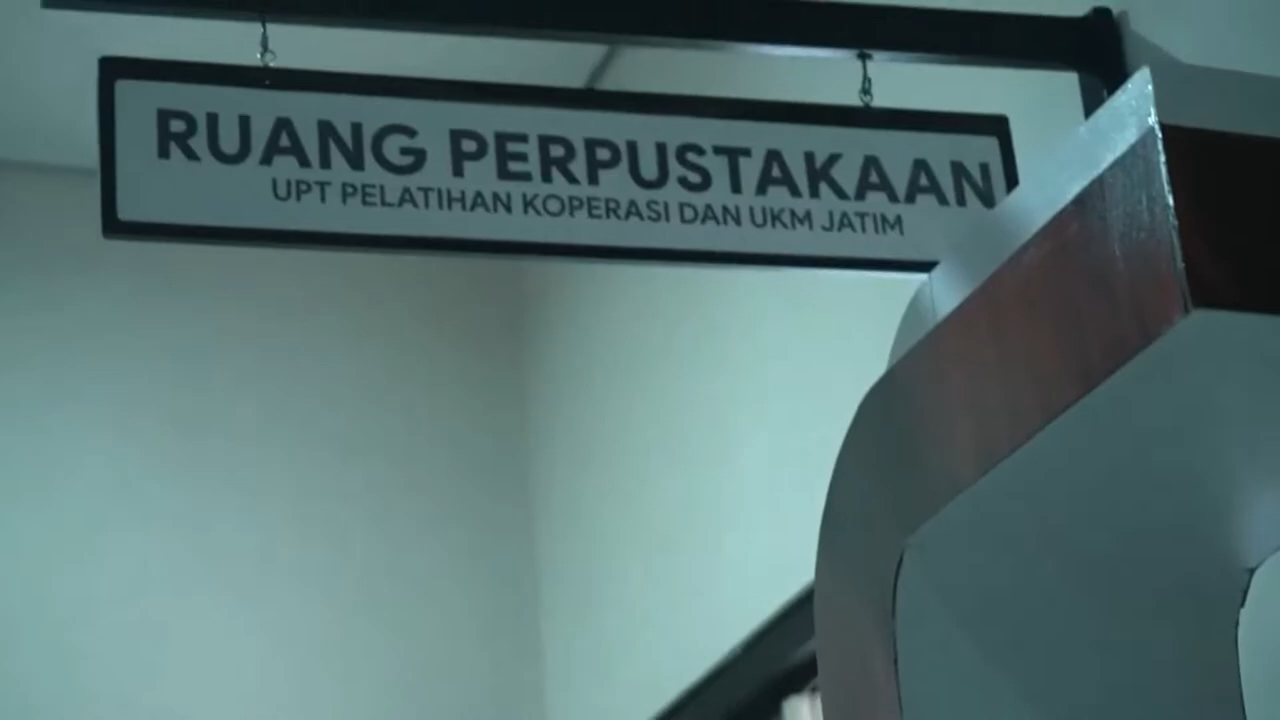 RUANG PERPUSTAKAAN
UPT PELATIHAN KOPERASI DAN UKM JATIM